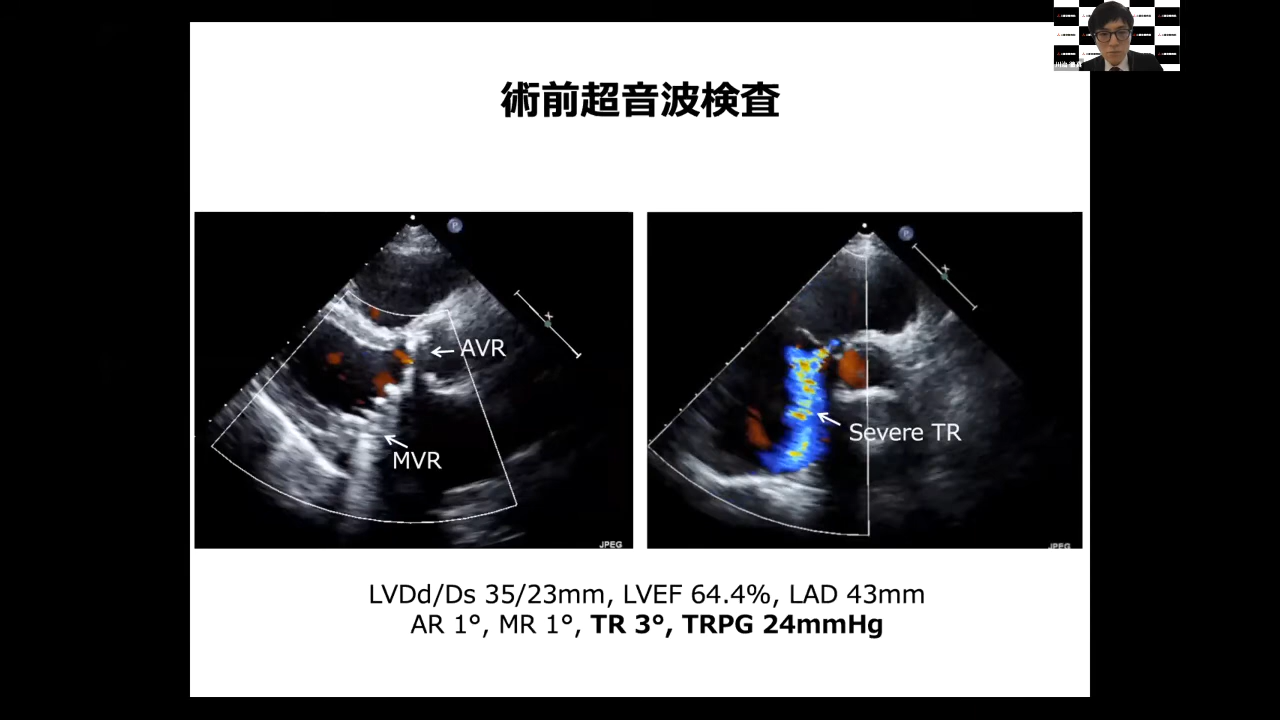 術前超音波検査
P
AVR
MVR
JPEG
P
Severe TR
JPEG
LVDd/Ds 35/23mm, LVEF 64.4%, LAD 43mm
AR 1°, MR 1°, TR 3°, TRPG 24mmHg